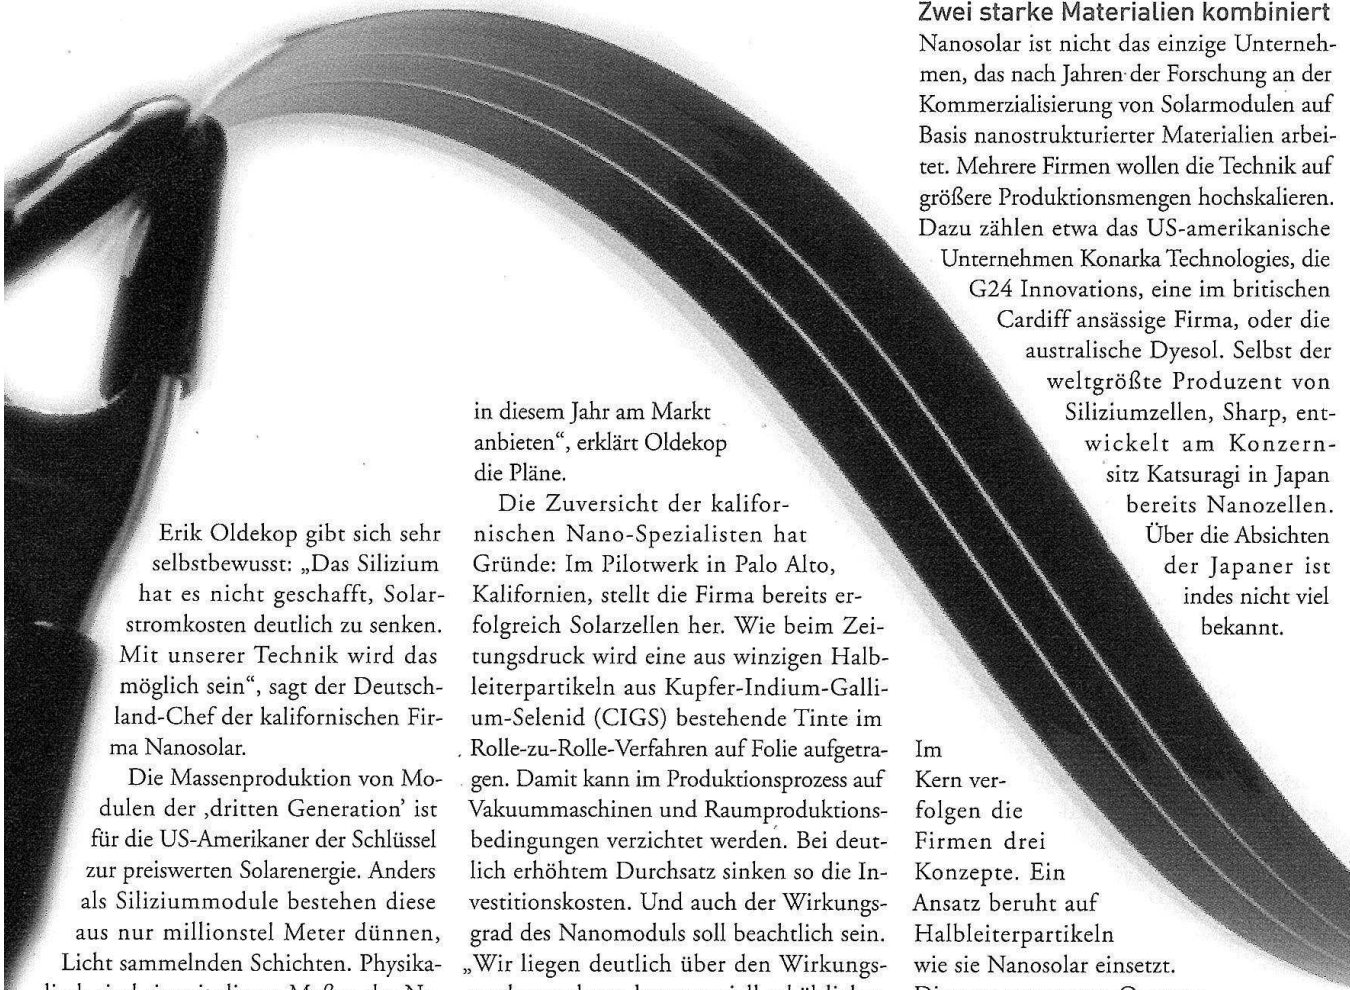 Erik Oldekop gibt sich sehr
selbstbewusst: „Das Silizium
hat es nicht geschafft, Solar-
stromkosten deutlich zu senken.
Mit unserer Technik wird das
möglich sein“, sagt der Deutsch-
land-Chef der kalifornischen Fir-
ma Nanosolar.
Die Massenproduktion von Mo-
dulen der ‚dritten Generation’ ist
für die US-Amerikaner der Schlüssel
zur preiswerten Solarenergie. Anders
als Siliziummodule bestehen diese
aus nur millionstel Meter dünnen,
Licht sammelnden Schichten. Physika-
in diesem Jahr am Markt
anbieten“, erklärt Oldekop
die Pläne.
Die Zuversicht der kalifor-
nischen Nano-Spezialisten hat
Gründe: Im Pilotwerk in Palo Alto,
Kalifornien, stellt die Firma bereits er-
folgreich Solarzellen her. Wie beim Zei-
tungsdruck wird eine aus winzigen Halb-
leiterpartikeln aus Kupfer-Indium-Galli-
um-Selenid (CIGS) bestehende Tinte im
Rolle-zu-Rolle-Verfahren auf Folie aufgetra-
gen. Damit kann im Produktionsprozess auf
Vakuummaschinen und Raumproduktions-
bedingungen verzichtet werden. Bei deut-
lich erhöhtem Durchsatz sinken so die In-
vestitionskosten. Und auch der Wirkungs-
grad des Nanomoduls soll beachtlich sein.
„Wir liegen deutlich über den Wirkungs-
Zwei starke Materialien kombiniert
Nanosolar ist nicht das einzige Unterneh-
men, das nach Jahren der Forschung an der
Kommerzialisierung von Solarmodulen auf
Basis nanostrukturierter Materialien arbei-
tet. Mehrere Firmen wollen die Technik auf
größere Produktionsmengen hochskalieren.
Dazu zählen etwa das US-amerikanische
Unternehmen Konarka Technologies, die
G24 Innovations, eine im britischen
Cardiff ansässige Firma, oder die
australische Dyesol. Selbst der
weltgrößte Produzent von
Siliziumzellen, Sharp, ent-
wickelt am Konzern-
sitz Katsuragi in Japan
bereits Nanozellen.
Über die Absichten
der Japaner ist
indes nicht viel
bekannt.
Im
Kern ver-
folgen die
Firmen drei
Konzepte. Ein
Ansatz beruht auf
Halbleiterpartikeln
wie sie Nanosolar einsetzt.